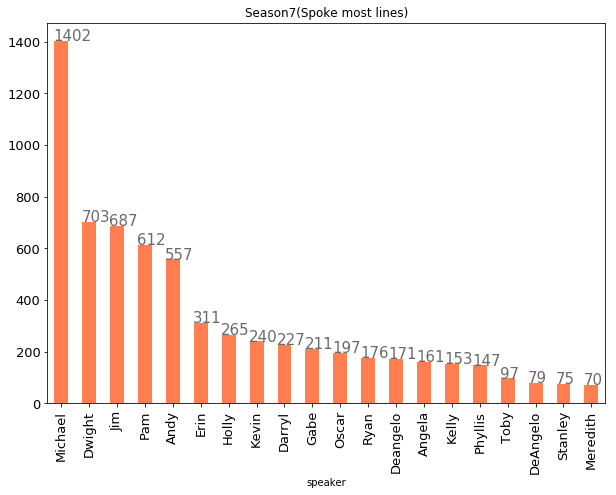 Season7(Spoke most lines)
1400
1200
1000
800
600
400
200
0
1402
703
687
612
557
311
265
240
227
211
197
176
171
161
153
147
97
79
75
70
Michael
Dwight
Jim
Pam
Andy
Erin
Holly
Kevin
Darryl
Gabe
Oscar
Ryan
Deangelo
Angela
Kelly
Phyllis
Toby
DeAngelo
Stanley
Meredith
speaker